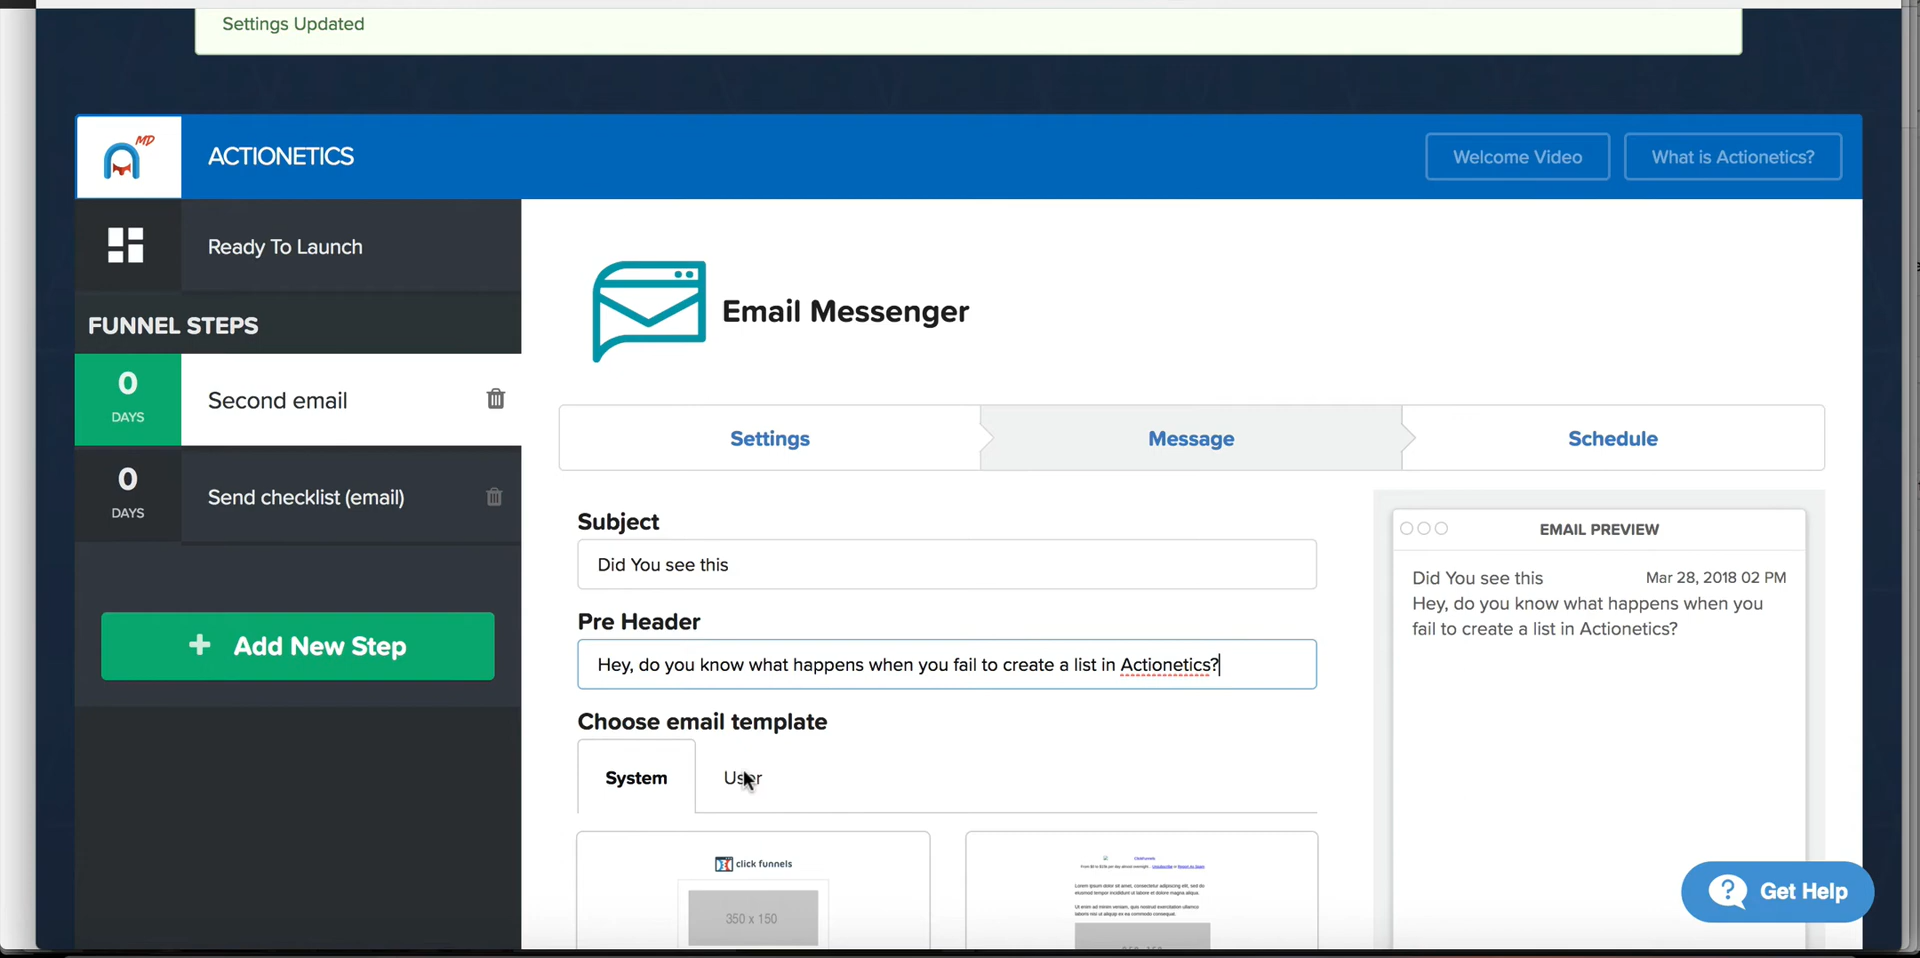 Settings Updated
MD
ACTIONETICS
Welcome Video
What is Actionetics?
Ready To Launch
FUNNEL STEPS
0
DAYS
Second email
0
DAYS
Send checklist (email)
+ Add New Step
Email Messenger
Settings
Message
Schedule
Subject
Did You see this
Pre Header
Hey, do you know what happens when you fail to create a list in Actionetics?
Choose email template
System
User
click funnels
350 x 150
EMAIL PREVIEW
Did You see this
Mar 28, 2018 02 PM
Hey, do you know what happens when you
fail to create a list in Actionetics?
? Get Help